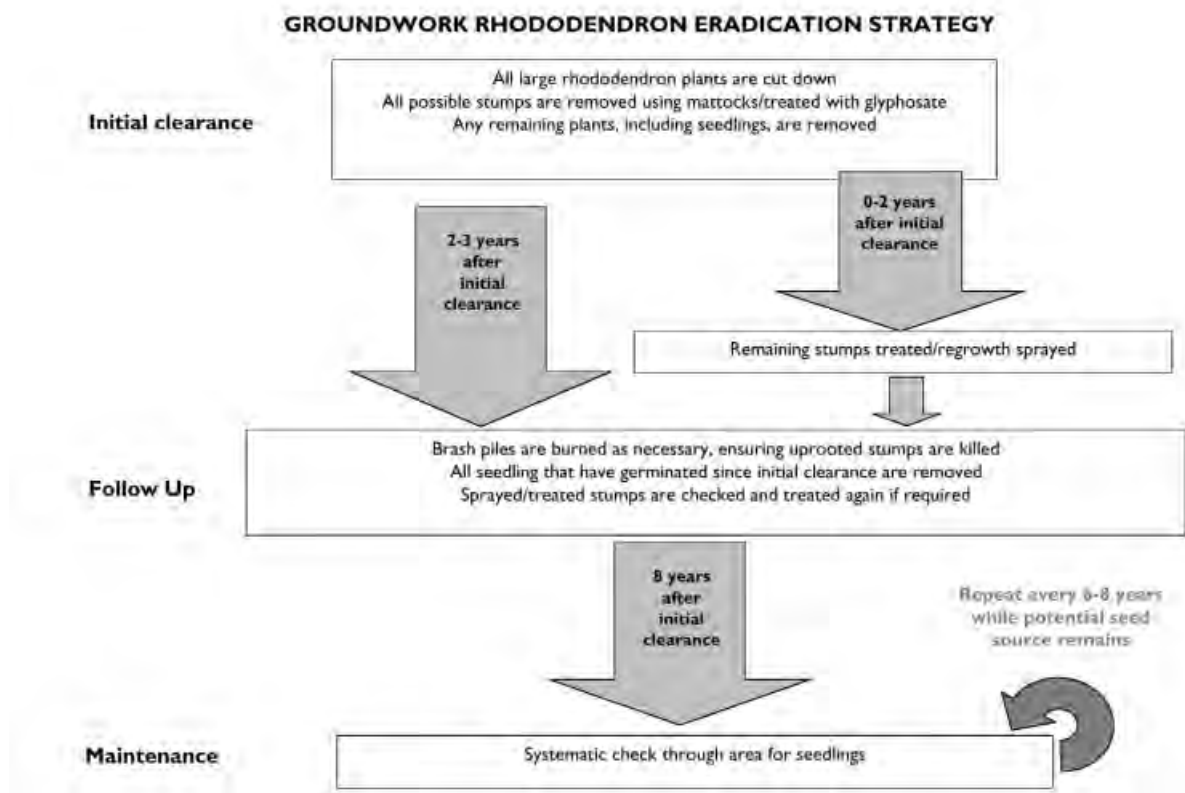 GROUNDWORK RHODODENDRON ERADICATION STRATEGY
Initial clearance
All large rhododendron plants are cut down
All possible stumps are removed using mattocks/treated with glyphosate
Any remaining plants, including seedlings, are removed
2-3 years
after
initial
clearance
0-2 years
after initial
clearance
Remaining stumps treated/regrowth sprayed
Follow Up
Brash piles are burned as necessary, ensuring uprooted stumps are killed
All seedling that have germinated since initial clearance are removed
Sprayed/treated stumps are checked and treated again if required
8 years
after
initial
clearance
Repeat every 6-8 years
while potential seed
source remains
Maintenance
Systematic check through area for seedlings